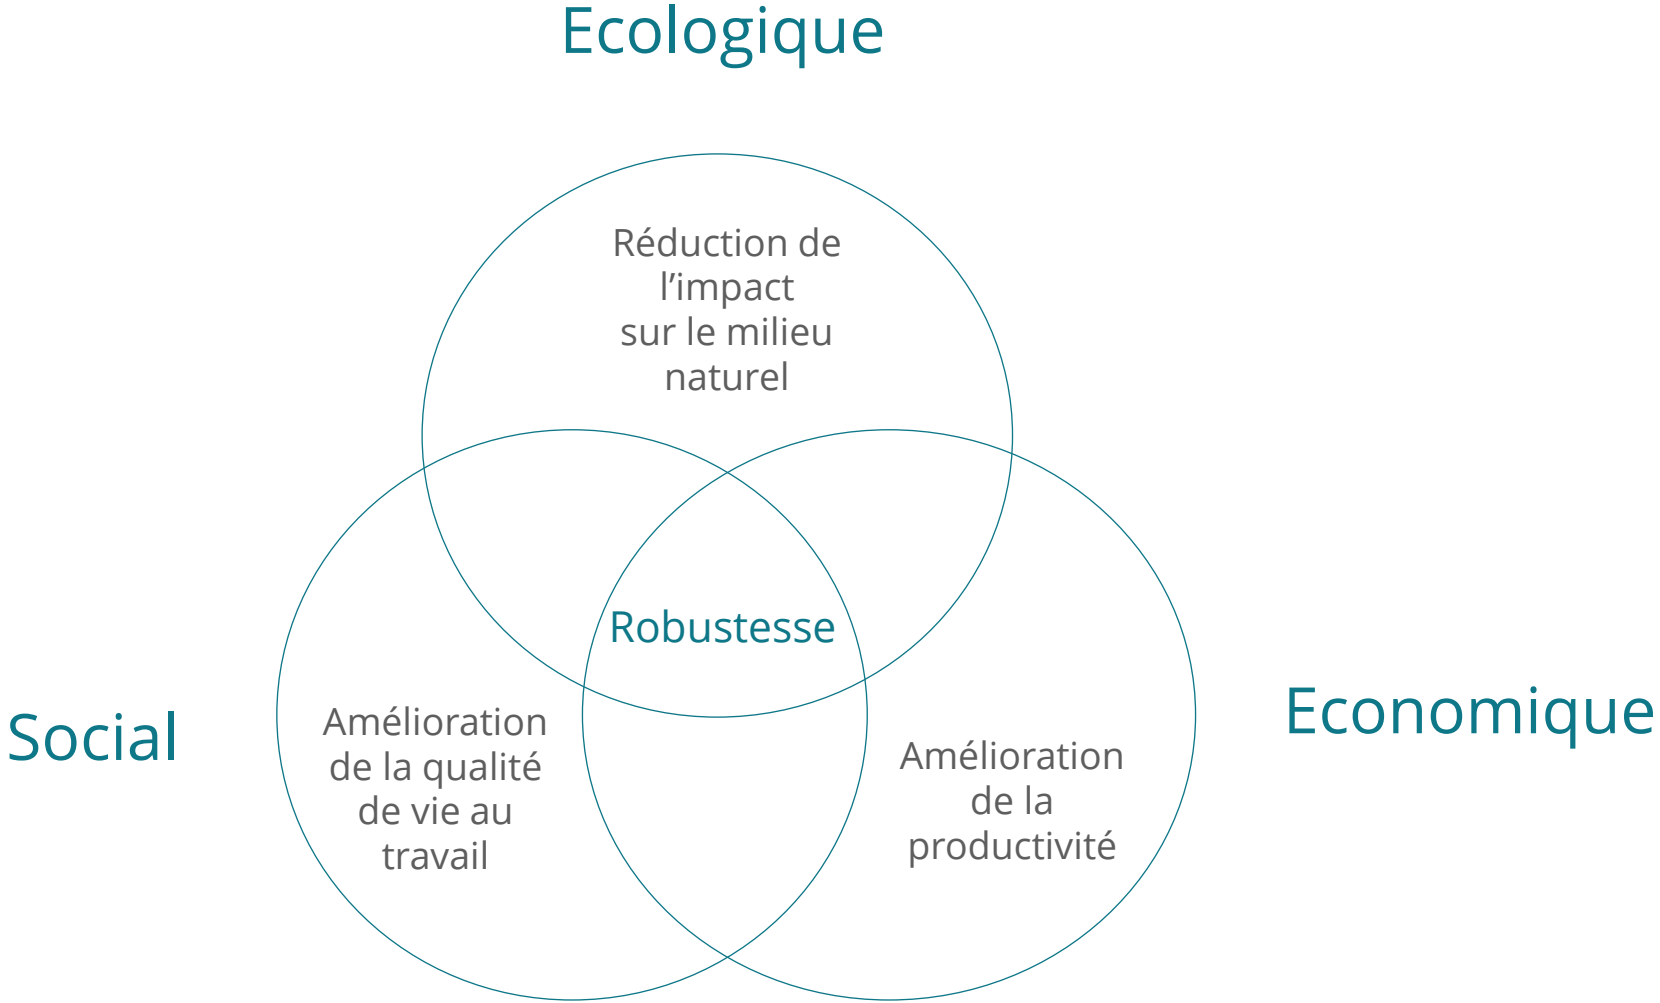 Ecologique
Réduction de
l’impact
sur le milieu
naturel
Robustesse
Social
Amélioration
de la qualité
de vie au
travail
Economique
Amélioration
de la
productivité